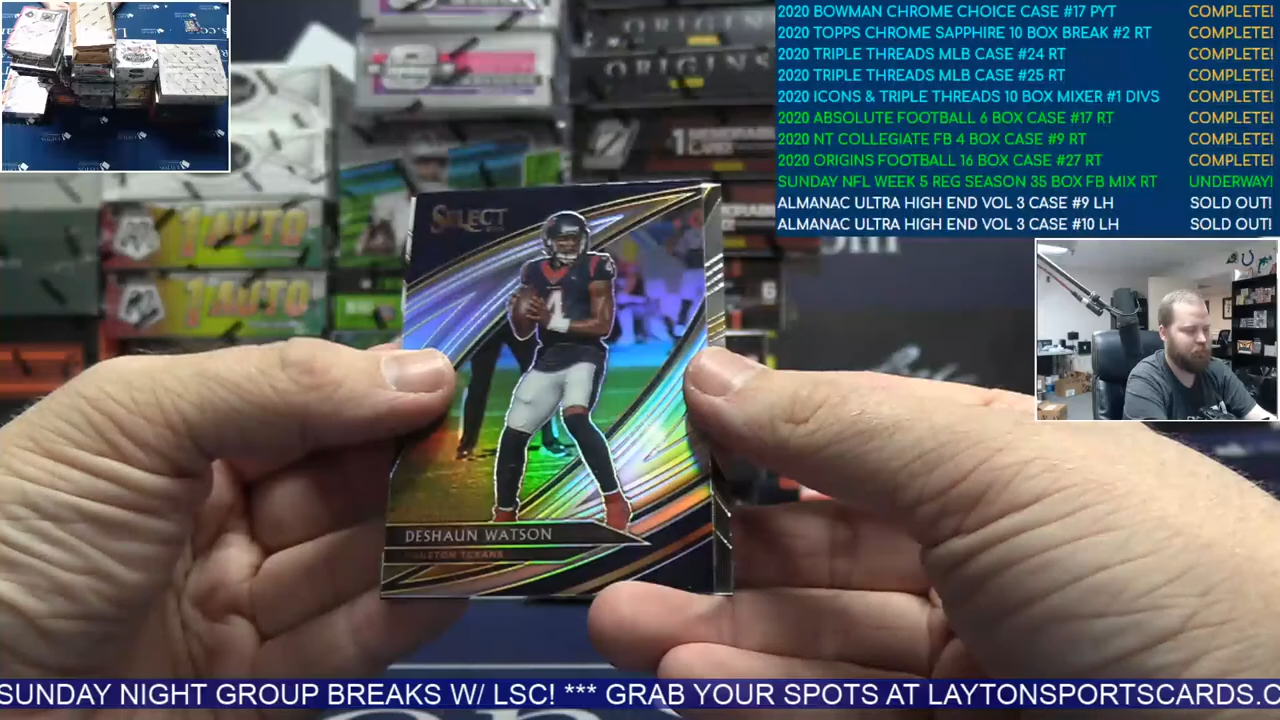 2020 BOWMAN CHROME CHOICE CASE #17 PYT COMPLETE!
2020 TOPPS CHROME SAPPHIRE 10 BOX BREAK #2 RT COMPLETE!
2020 TRIPLE THREADS MLB CASE #24 RT COMPLETE!
2020 TRIPLE THREADS MLB CASE #25 RT COMPLETE!
2020 ICONS & TRIPLE THREADS 10 BOX MIXER #1 DIVS COMPLETE!
2020 ABSOLUTE FOOTBALL 6 BOX CASE #17 RT COMPLETE!
2020 NT COLLEGIATE FB 4 BOX CASE #9 RT COMPLETE!
2020 ORIGINS FOOTBALL 16 BOX CASE #27 RT COMPLETE!
SUNDAY NFL WEEK 5 REG SEASON 35 BOX FB MIX RT UNDERWAY!
ALMANAC ULTRA HIGH END VOL 3 CASE #9 LH SOLD OUT!
ALMANAC ULTRA HIGH END VOL 3 CASE #10 LH SOLD OUT!
ORIGINS
ORIGINS
1 AUTO
1 AUTO
SELECT
4
DESHAUN WATSON
HOUSTON TEXANS
SUNDAY NIGHT GROUP BREAKS W/ LSC! *** GRAB YOUR SPOTS AT LAYTONSPORTSCARDS.C